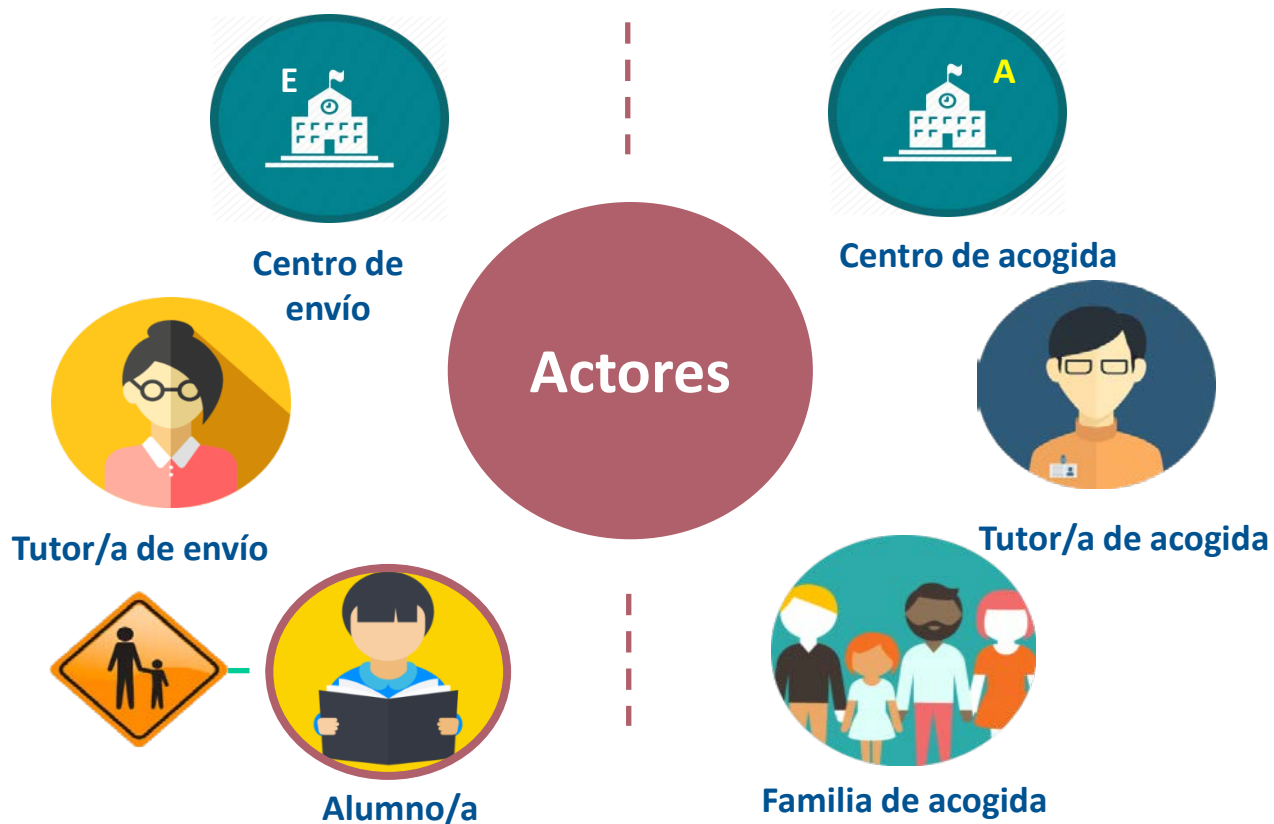 E
A
Centro de
envío
Centro de acogida
Actores
Tutor/a de envío
Tutor/a de acogida
Alumno/a
Familia de acogida